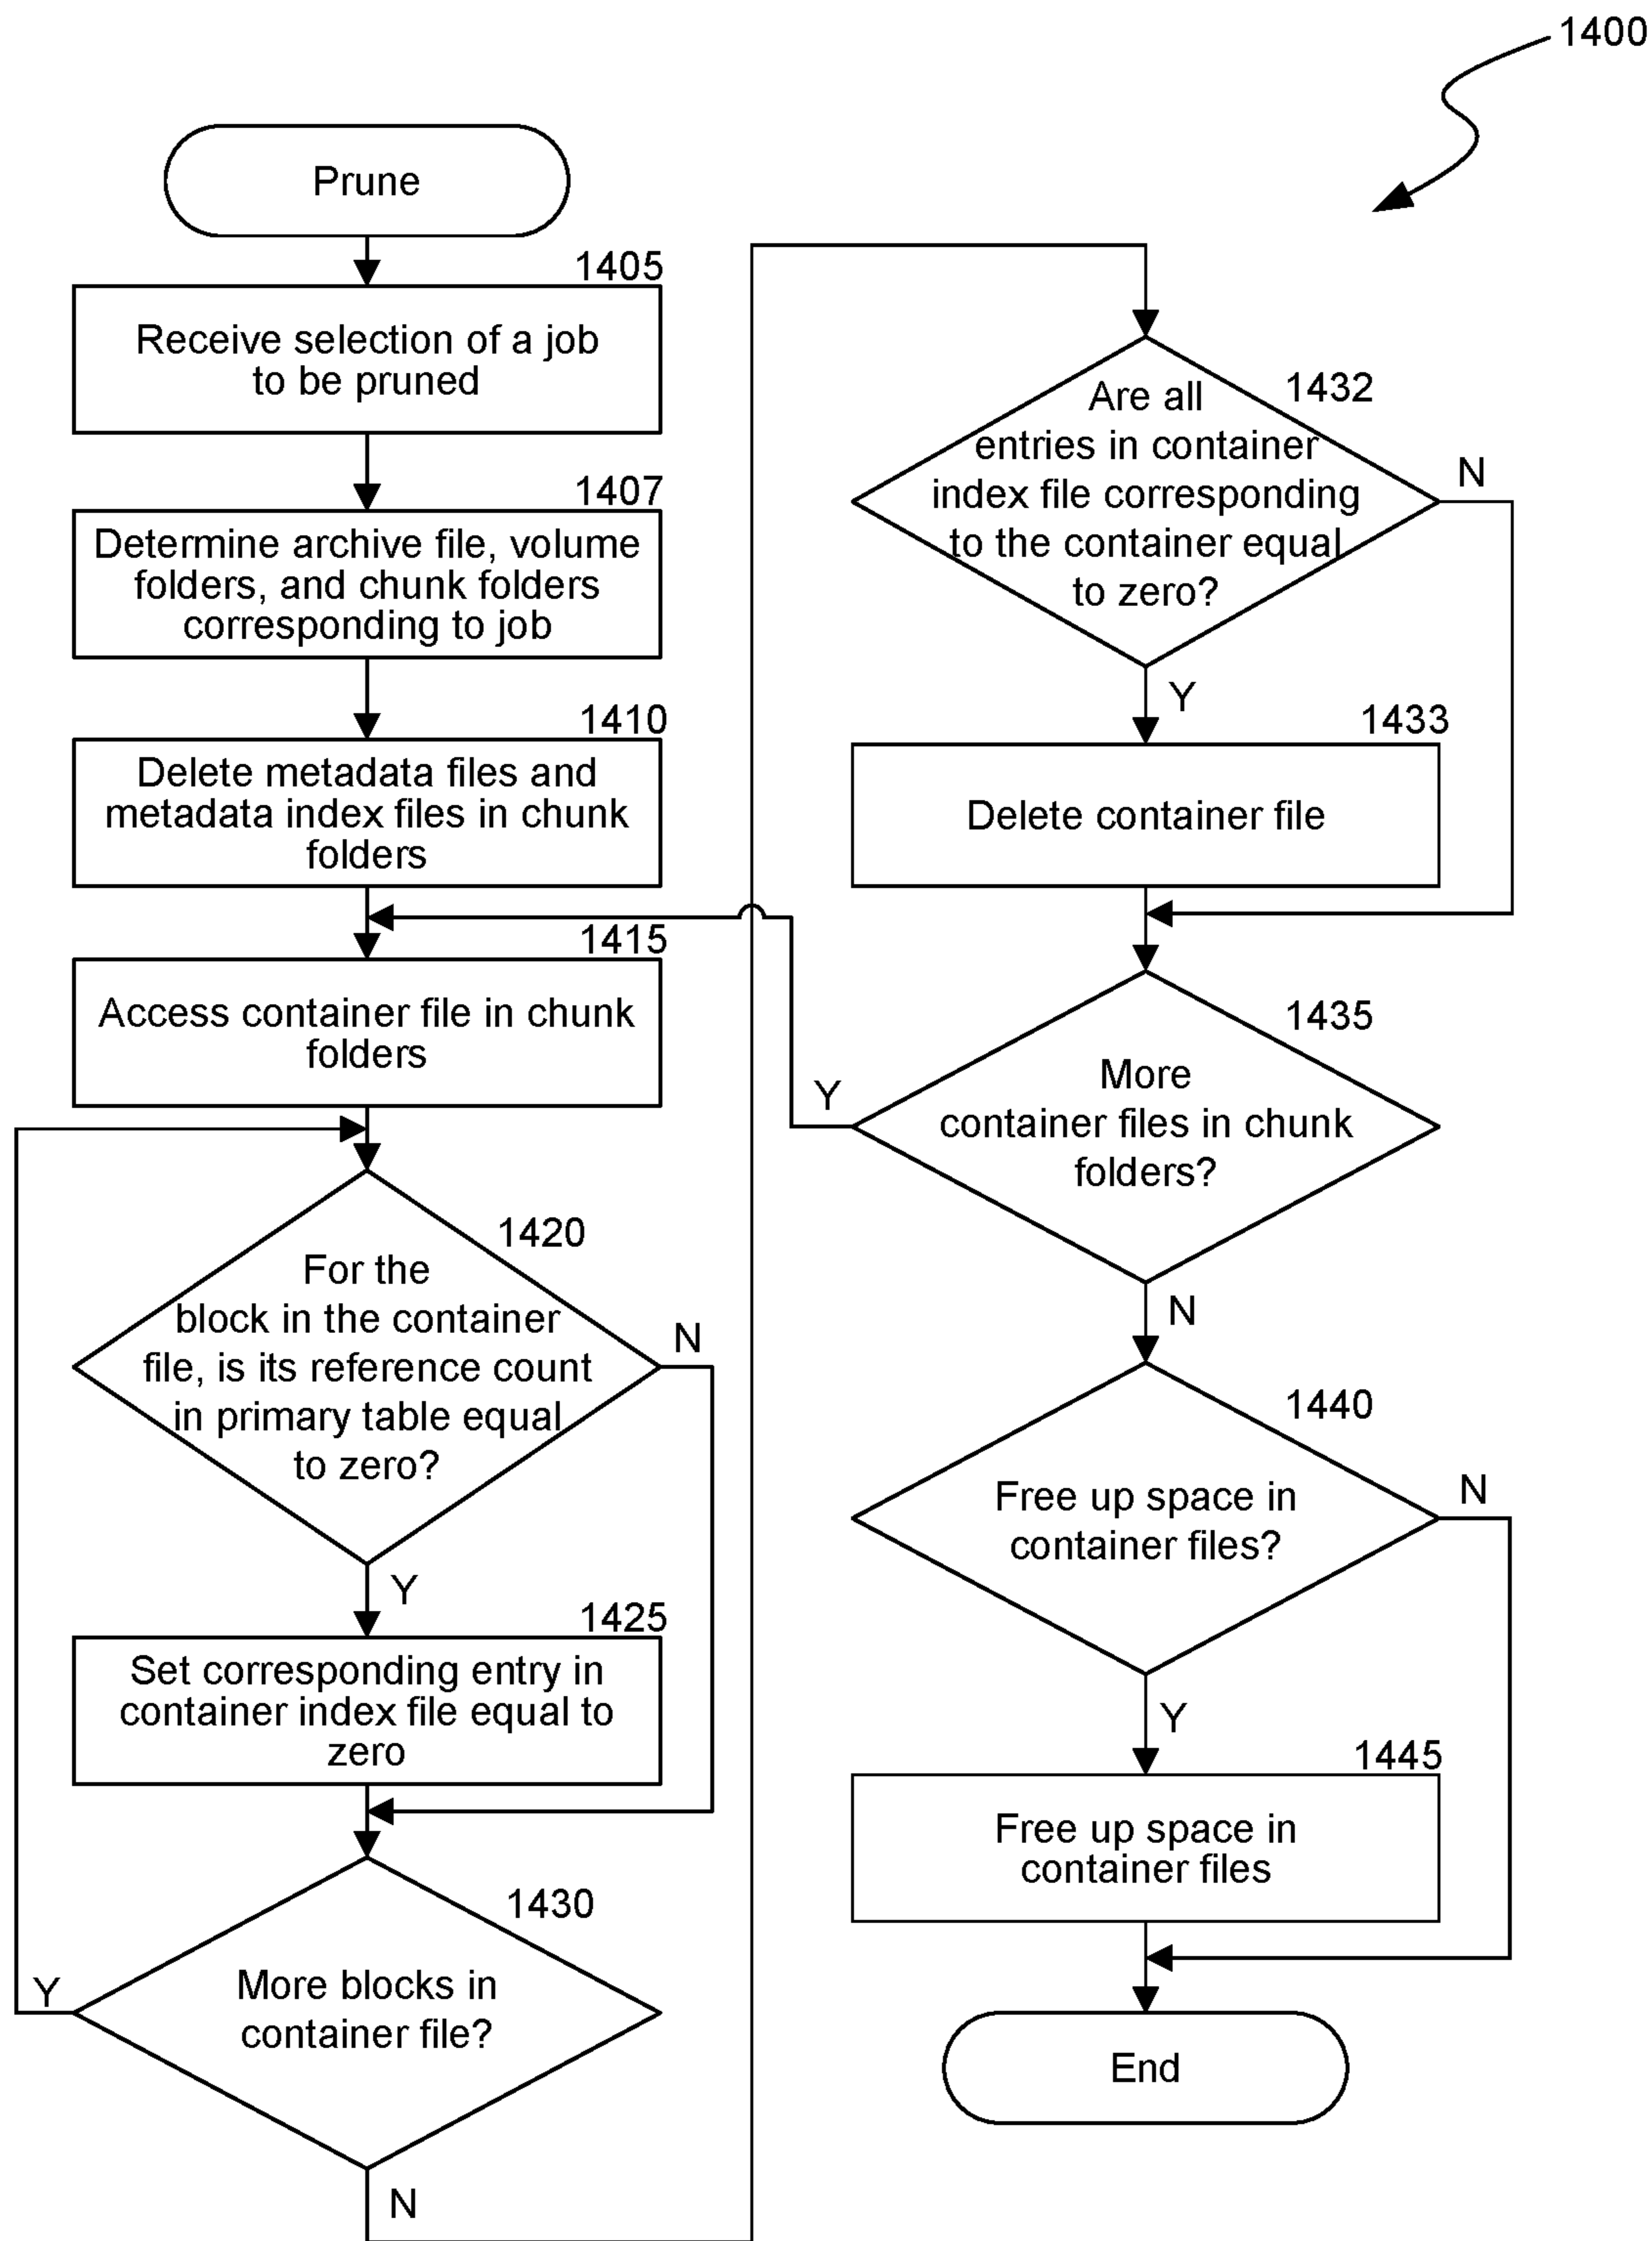 1400
Prune
1405
Receive selection of a job
to be pruned
1407
Determine archive file, volume
folders, and chunk folders
corresponding to job
1410
Delete metadata files and
metadata index files in chunk
folders
1415
Access container file in chunk
folders
1420
For the
block in the container
file, is its reference count
in primary table equal
to zero?
N
Y
1425
Set corresponding entry in
container index file equal to
zero
1430
More blocks in
container file?
Y
N
1432
Are all
entries in container
index file corresponding
to the container equal
to zero?
N
Y
1433
Delete container file
1435
More
container files in chunk
folders?
Y
N
1440
Free up space in
container files?
N
Y
1445
Free up space in
container files
End